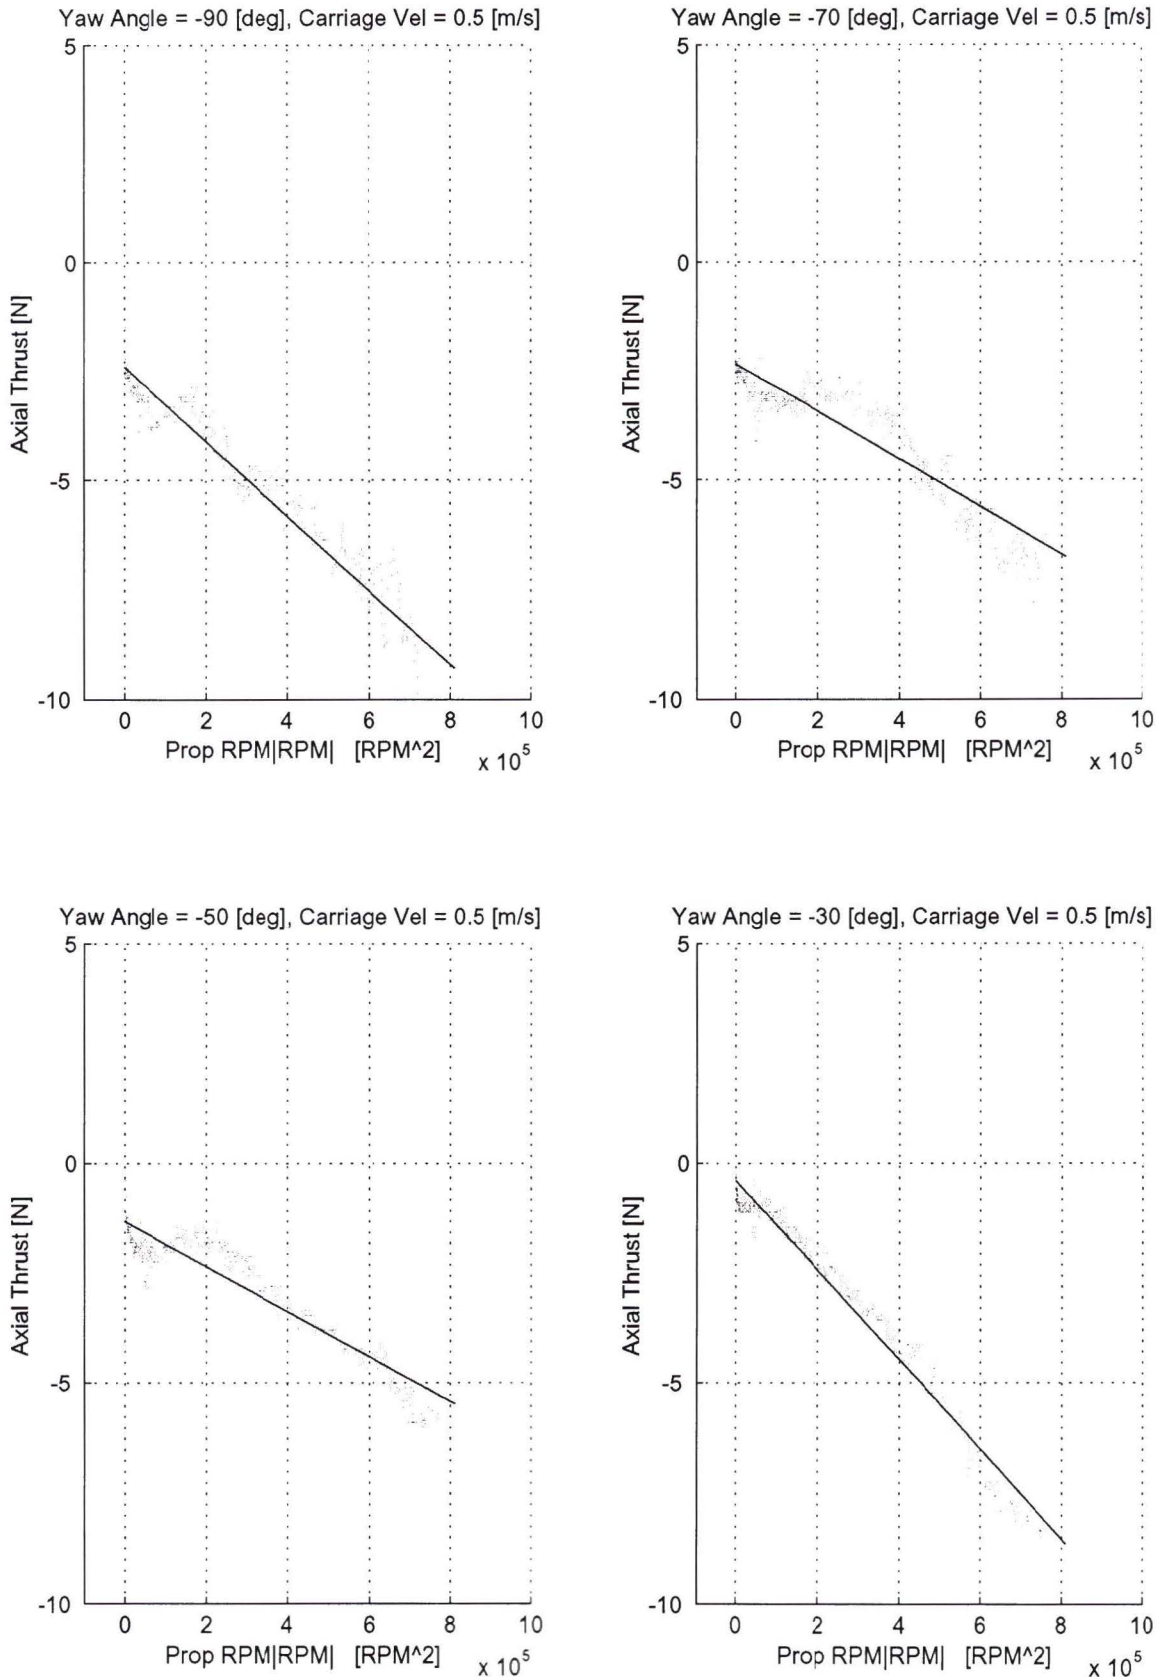 Yaw Angle = -90 [deg], Carriage Vel = 0.5 [m/s]
5
0
-5
-10
Axial Thrust [N]
0 2 4 6 8 10
Prop RPM|RPM| [RPM^2]
x 10^5
Yaw Angle = -70 [deg], Carriage Vel = 0.5 [m/s]
5
0
-5
-10
Axial Thrust [N]
0 2 4 6 8 10
Prop RPM|RPM| [RPM^2]
x 10^5
Yaw Angle = -50 [deg], Carriage Vel = 0.5 [m/s]
5
0
-5
-10
Axial Thrust [N]
0 2 4 6 8 10
Prop RPM|RPM| [RPM^2]
x 10^5
Yaw Angle = -30 [deg], Carriage Vel = 0.5 [m/s]
5
0
-5
-10
Axial Thrust [N]
0 2 4 6 8 10
Prop RPM|RPM| [RPM^2]
x 10^5